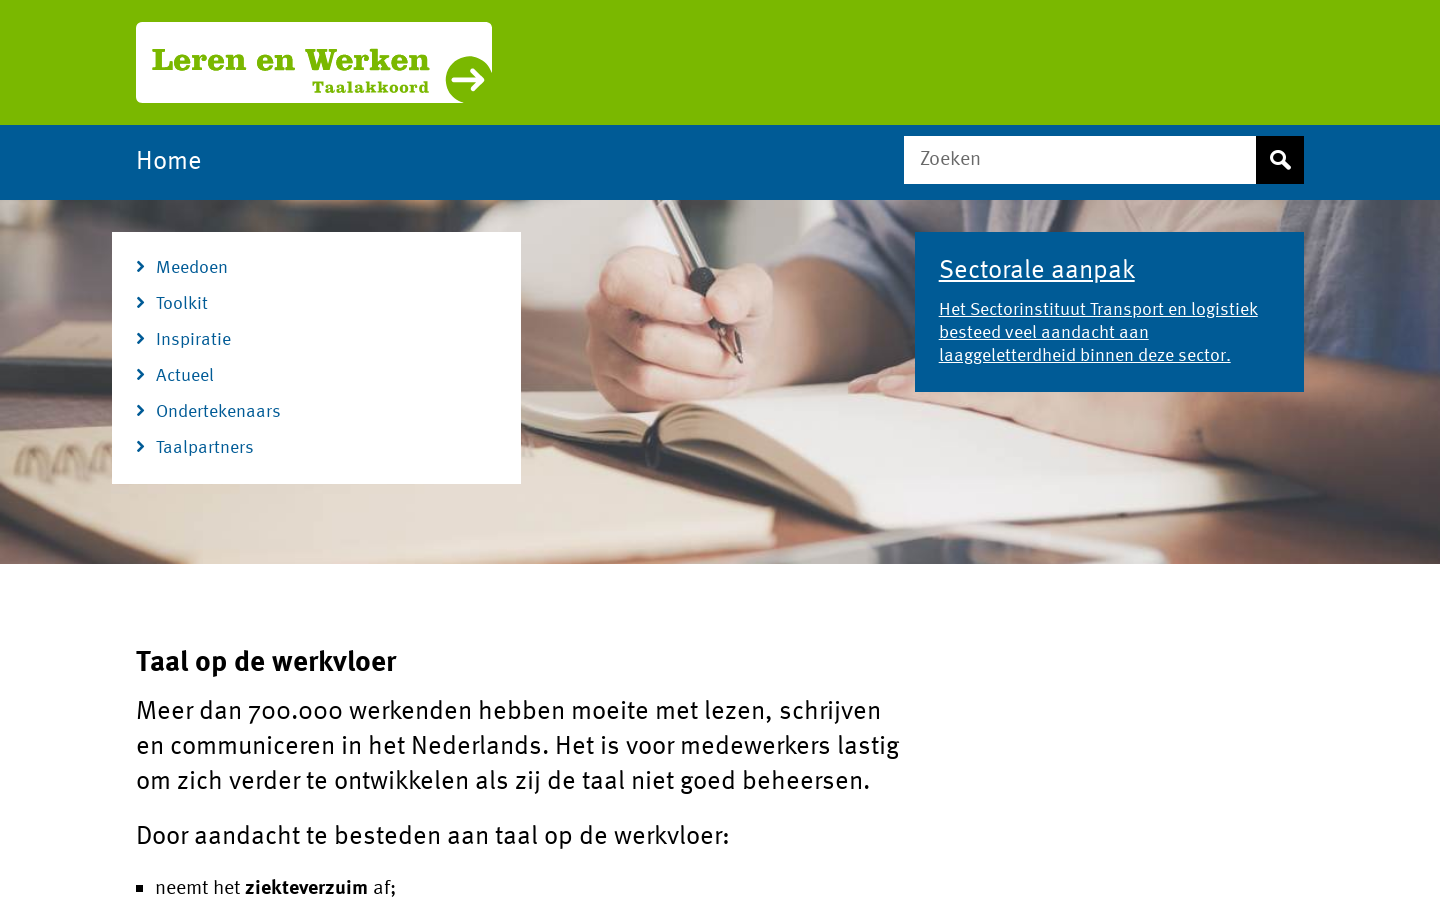 Leren en Werken
Taalakkoord
Home
Zoeken
Meedoen
Toolkit
Inspiratie
Actueel
Ondertekenaars
Taalpartners
Sectorale aanpak
Het Sectorinstituut Transport en logistiek
besteed veel aandacht aan
laaggeletterdheid binnen deze sector.
Taal op de werkvloer
Meer dan 700.000 werkenden hebben moeite met lezen, schrijven
en communiceren in het Nederlands. Het is voor medewerkers lastig
om zich verder te ontwikkelen als zij de taal niet goed beheersen.
Door aandacht te besteden aan taal op de werkvloer:
neemt het ziekteverzuim af;